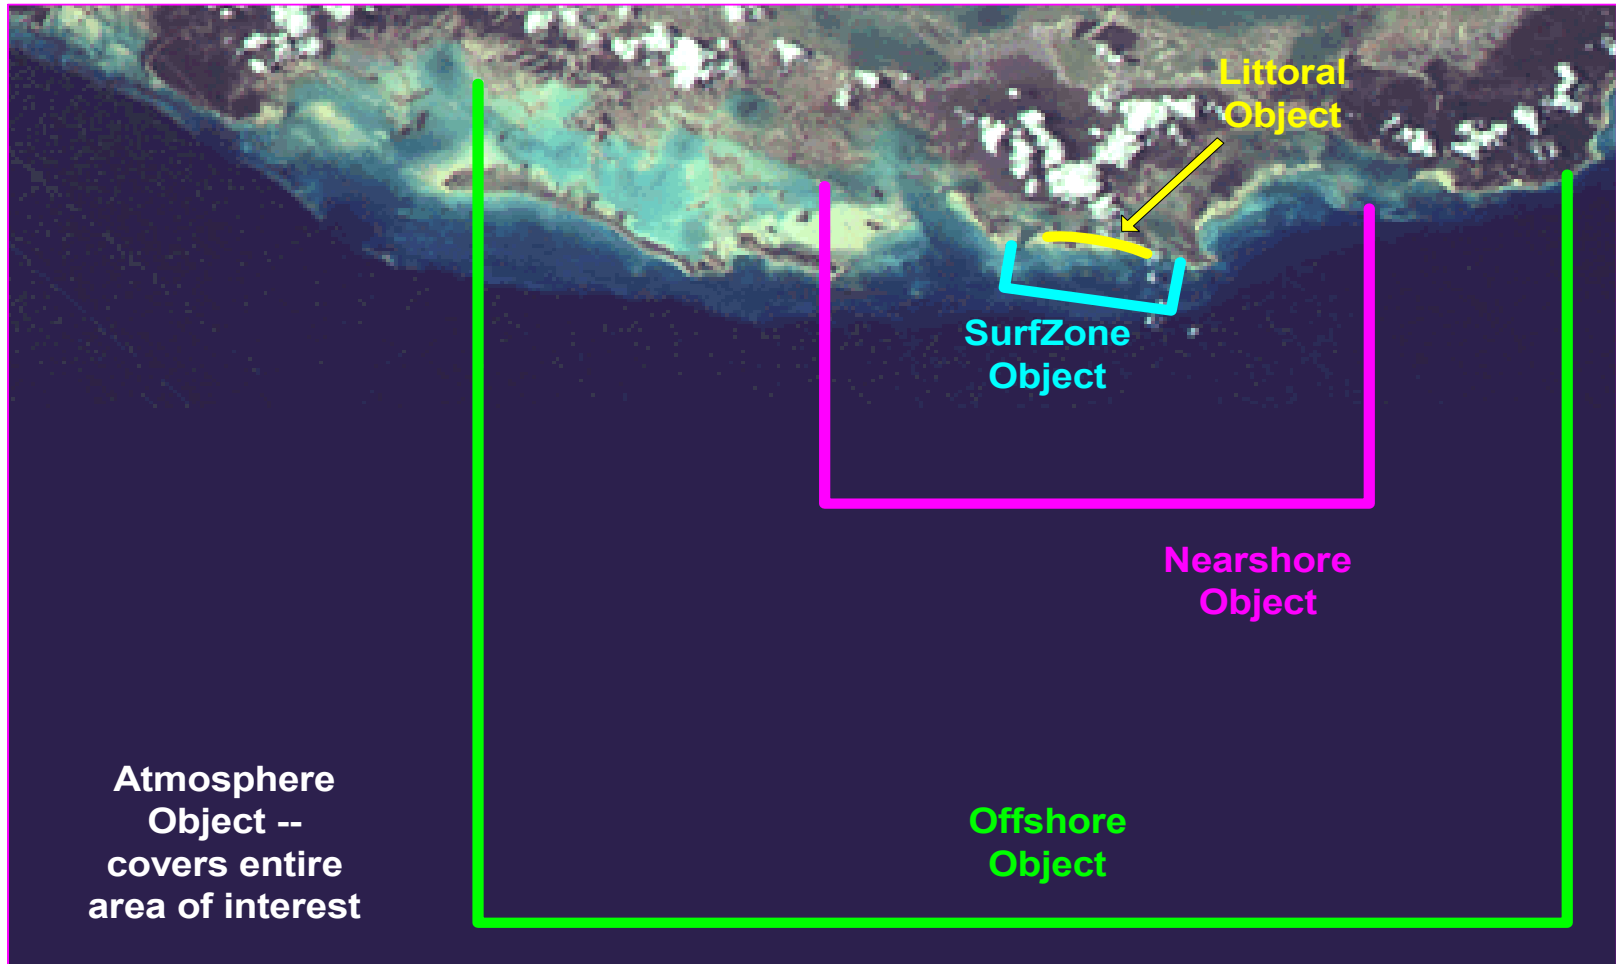 Littoral
Object
SurfZone
Object
Nearshore
Object
Atmosphere
Object --
covers entire
area of interest
Offshore
Object